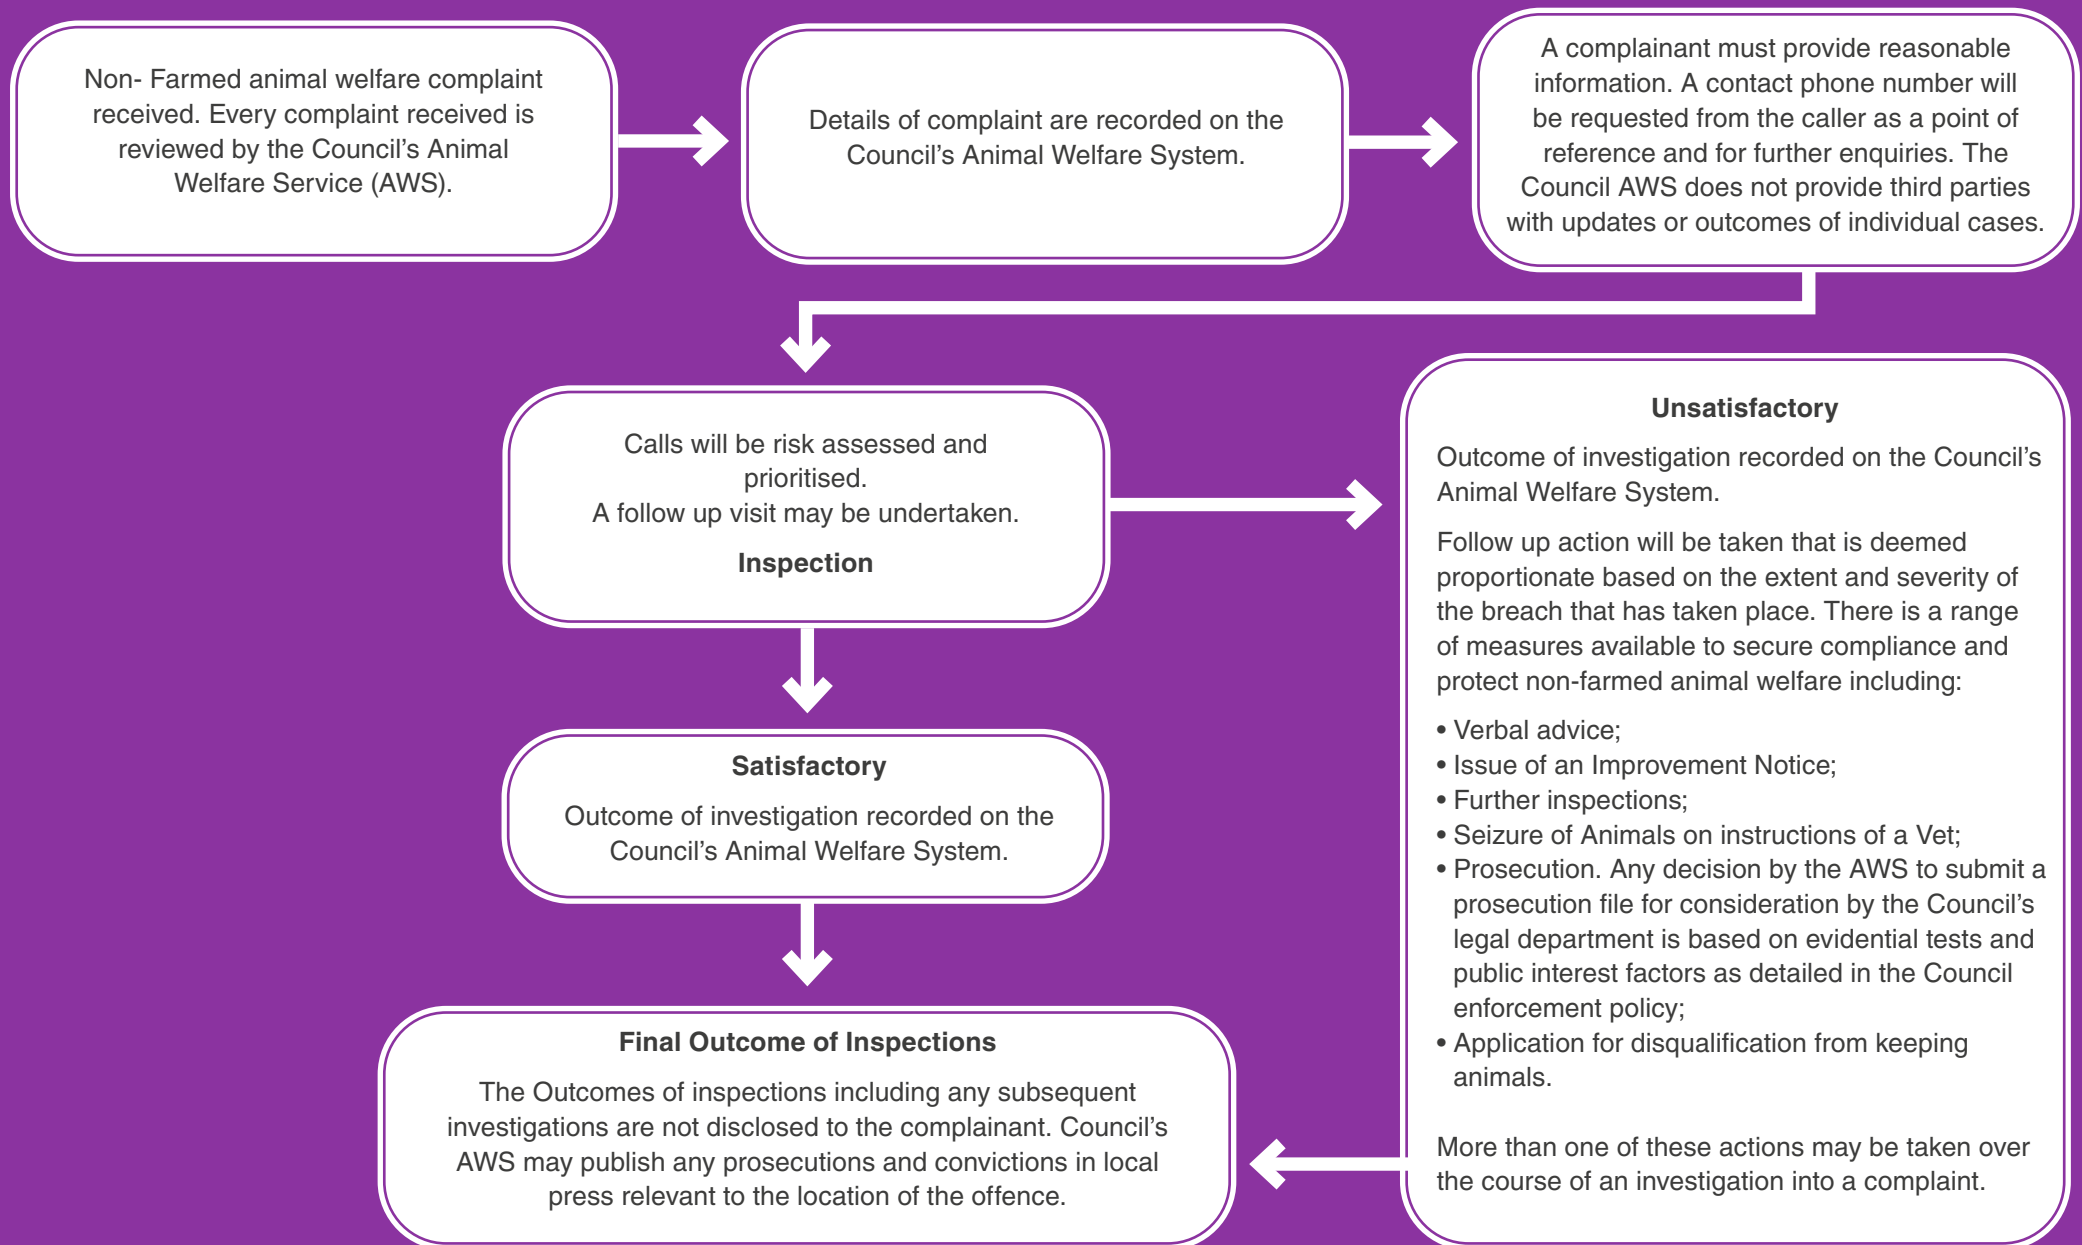 Non- Farmed animal welfare complaint
received. Every complaint received is
reviewed by the Council's Animal
Welfare Service (AWS).
Details of complaint are recorded on the
Council's Animal Welfare System.
A complainant must provide reasonable
information. A contact phone number will
be requested from the caller as a point of
reference and for further enquiries. The
Council AWS does not provide third parties
with updates or outcomes of individual cases.
Calls will be risk assessed and
prioritised.
A follow up visit may be undertaken.
Inspection
Unsatisfactory
Outcome of investigation recorded on the Council's
Animal Welfare System.
Follow up action will be taken that is deemed
proportionate based on the extent and severity of
the breach that has taken place. There is a range
of measures available to secure compliance and
protect non-farmed animal welfare including:
• Verbal advice;
• Issue of an Improvement Notice;
• Further inspections;
• Seizure of Animals on instructions of a Vet;
• Prosecution. Any decision by the AWS to submit a
prosecution file for consideration by the Council's
legal department is based on evidential tests and
public interest factors as detailed in the Council
enforcement policy;
• Application for disqualification from keeping
animals.
More than one of these actions may be taken over
the course of an investigation into a complaint.
Satisfactory
Outcome of investigation recorded on the
Council's Animal Welfare System.
Final Outcome of Inspections
The Outcomes of inspections including any subsequent
investigations are not disclosed to the complainant. Council's
AWS may publish any prosecutions and convictions in local
press relevant to the location of the offence.